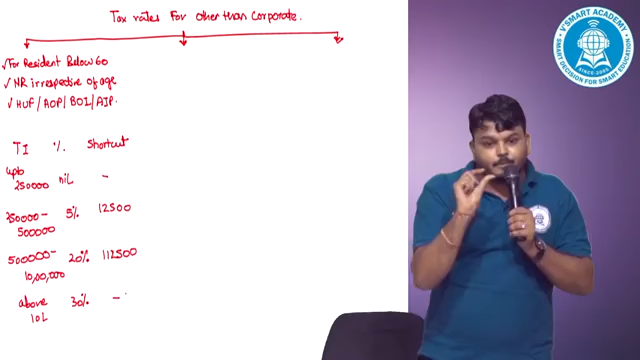 Tax rates For other than Corporate.
✓For Resident Below 60
✓NR irrespective of age
✓HUF/AOP/BOI/AJP.
TI % Shortcut
upto
250000 nil -
250000- 5% 12500
500000
500000- 20% 112500
10,00,000
above 30% -
10L
V'SMART ACADEMY
SINCE 2005
SMART DECISION FOR SMART EDUCATION